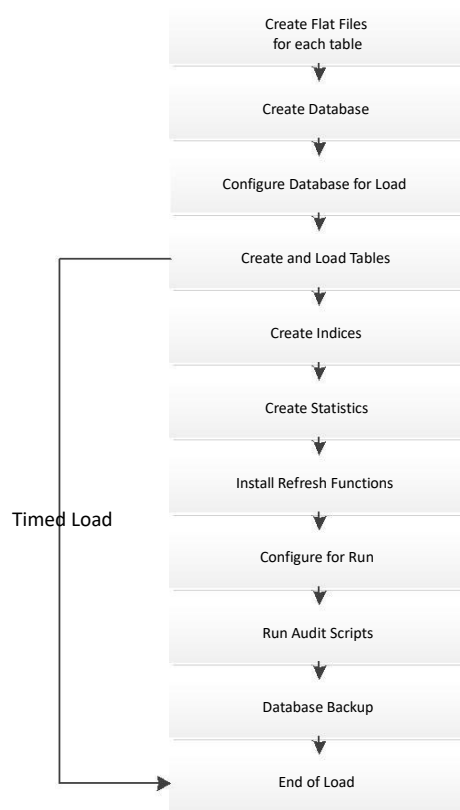 Create Flat Files
for each table
Create Database
Configure Database for Load
Create and Load Tables
Create Indices
Create Statistics
Install Refresh Functions
Timed Load
Configure for Run
Run Audit Scripts
Database Backup
End of Load